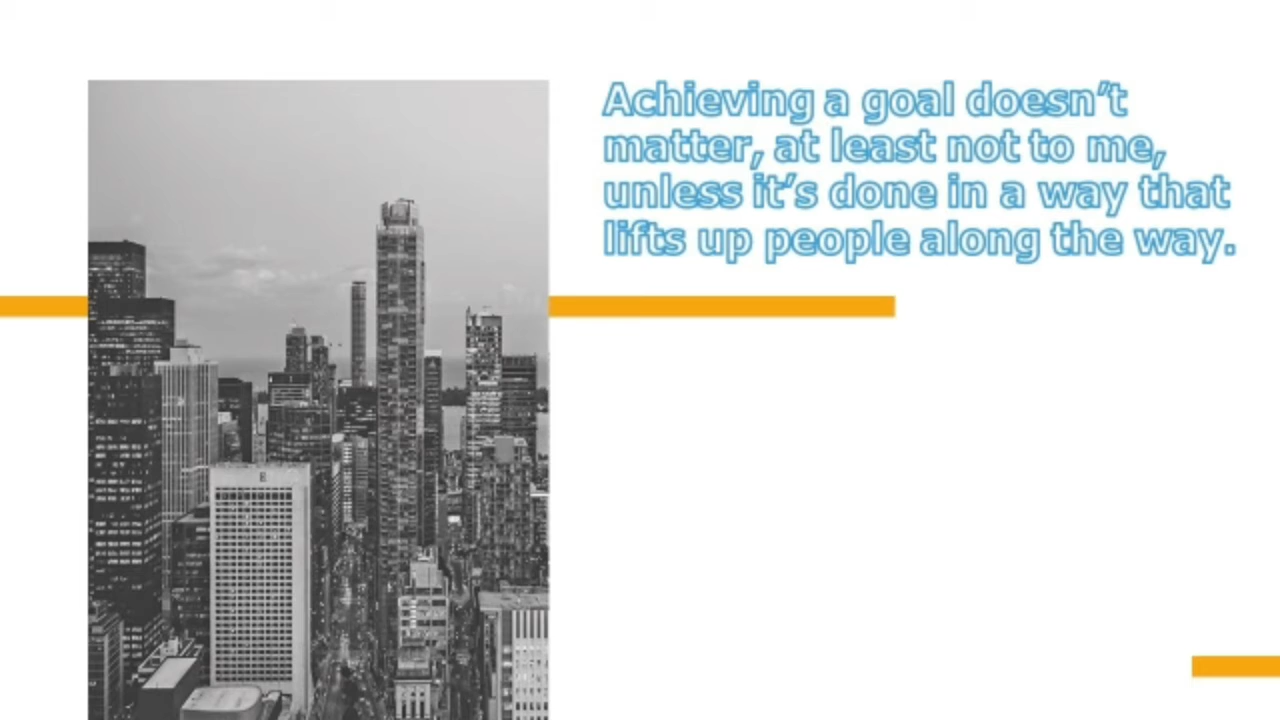 Achieving a goal doesn’t
matter, at least not to me,
unless it’s done in a way that
lifts up people along the way.